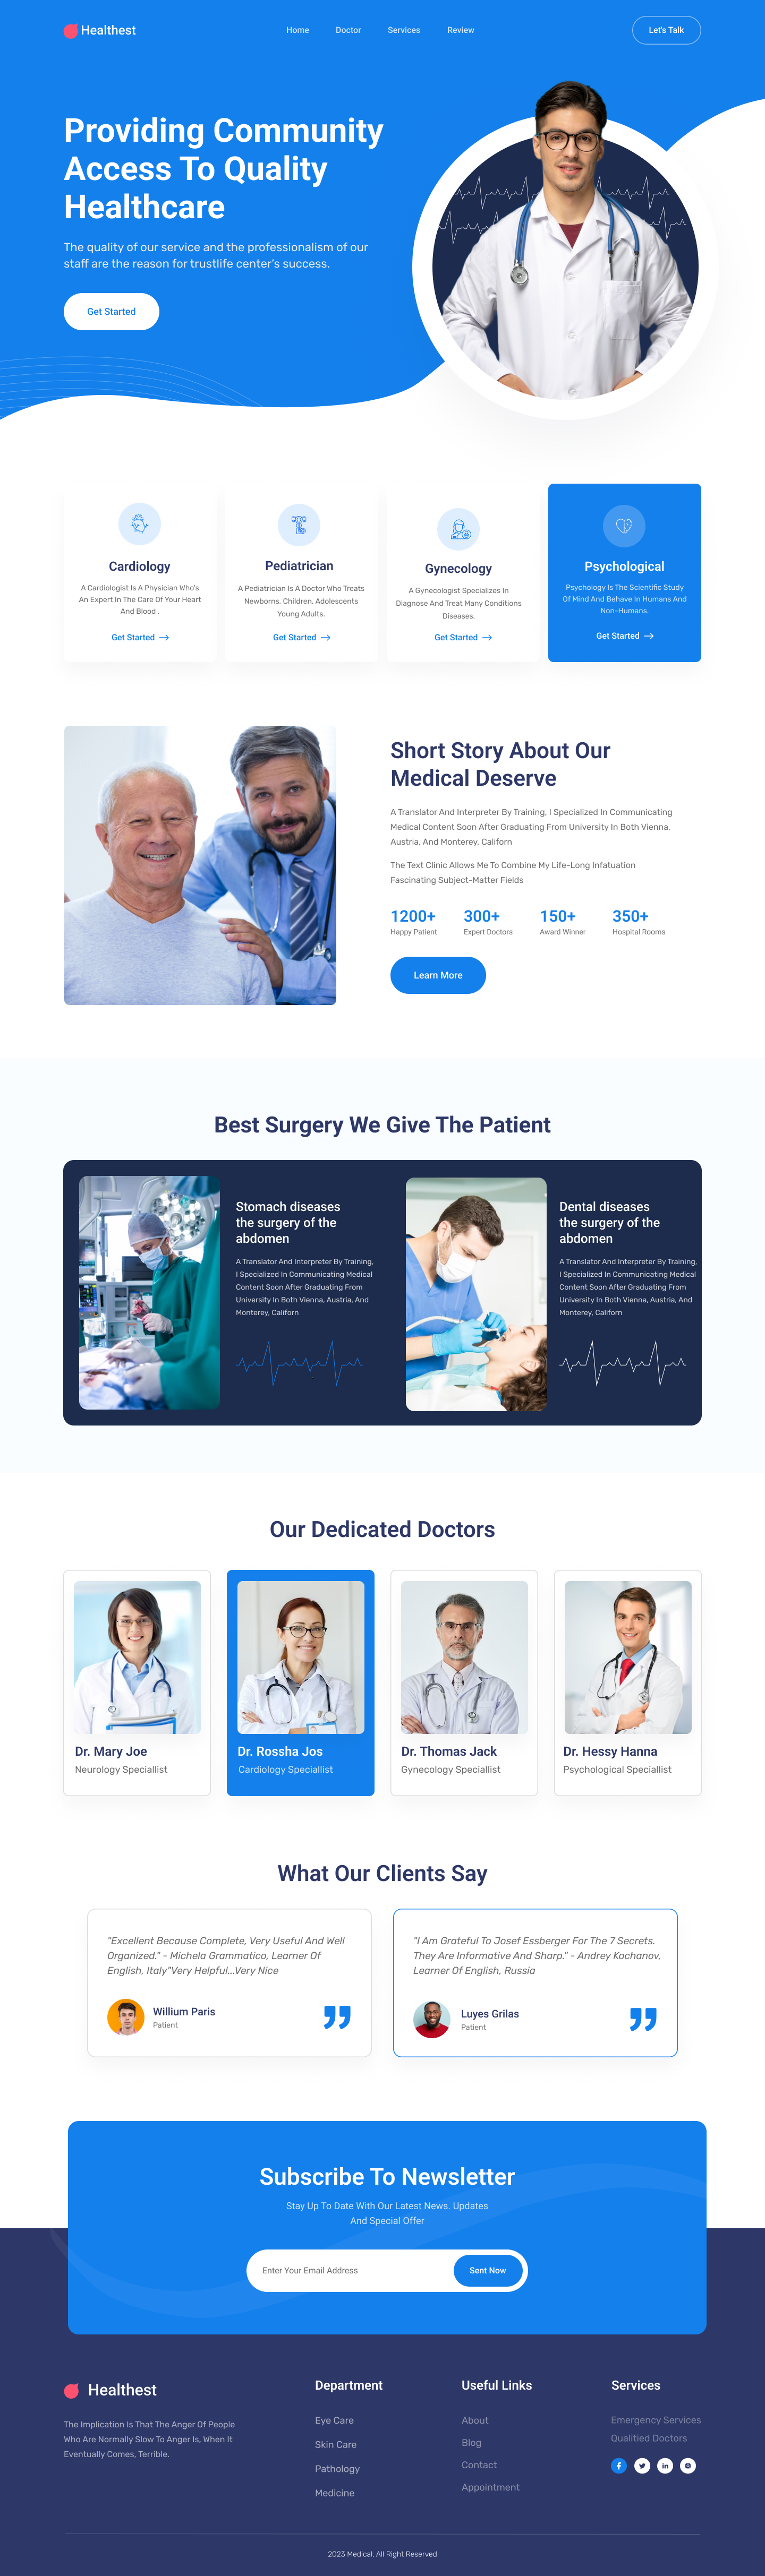 Healthest
Home
Doctor
Services
Review
Let's Talk
Providing Community
Access To Quality
Healthcare
The quality of our service and the professionalism of our
staff are the reason for trustlife center's success.
Get Started
Cardiology
A Cardiologist Is A Physician Who's
An Expert In The Care Of Your Heart
And Blood .
Get Started
Pediatrician
A Pediatrician Is A Doctor Who Treats
Newborns, Children, Adolescents
Young Adults.
Get Started
Gynecology
A Gynecologist Specializes In
Diagnose And Treat Many Conditions
Diseases.
Get Started
Psychological
Psychology Is The Scientific Study
Of Mind And Behave In Humans And
Non-Humans.
Get Started
Short Story About Our
Medical Deserve
A Translator And Interpreter By Training, I Specialized In Communicating
Medical Content Soon After Graduating From University In Both Vienna,
Austria, And Monterey, Californ
The Text Clinic Allows Me To Combine My Life-Long Infatuation
Fascinating Subject-Matter Fields
1200+
Happy Patient
300+
Expert Doctors
150+
Award Winner
350+
Hospital Rooms
Learn More
Best Surgery We Give The Patient
Stomach diseases
the surgery of the
abdomen
A Translator And Interpreter By Training,
I Specialized In Communicating Medical
Content Soon After Graduating From
University In Both Vienna, Austria, And
Monterey, Californ
Dental diseases
the surgery of the
abdomen
A Translator And Interpreter By Training,
I Specialized In Communicating Medical
Content Soon After Graduating From
University In Both Vienna, Austria, And
Monterey, Californ
Our Dedicated Doctors
Dr. Mary Joe
Neurology Speciallist
Dr. Rossha Jos
Cardiology Speciallist
Dr. Thomas Jack
Gynecology Speciallist
Dr. Hessy Hanna
Psychological Speciallist
What Our Clients Say
"Excellent Because Complete, Very Useful And Well
Organized." - Michela Grammatico, Learner Of
English, Italy"Very Helpful...Very Nice
Willium Paris
Patient
"I Am Grateful To Josef Essberger For The 7 Secrets.
They Are Informative And Sharp." - Andrey Kochanov,
Learner Of English, Russia
Luyes Grilas
Patient
Subscribe To Newsletter
Stay Up To Date With Our Latest News. Updates
And Special Offer
Enter Your Email Address
Sent Now
Healthest
The Implication Is That The Anger Of People
Who Are Normally Slow To Anger Is, When It
Eventually Comes, Terrible.
Department
Eye Care
Skin Care
Pathology
Medicine
Useful Links
About
Blog
Contact
Appointment
Services
Emergency Services
Qualitied Doctors
2023 Medical, All Right Reserved